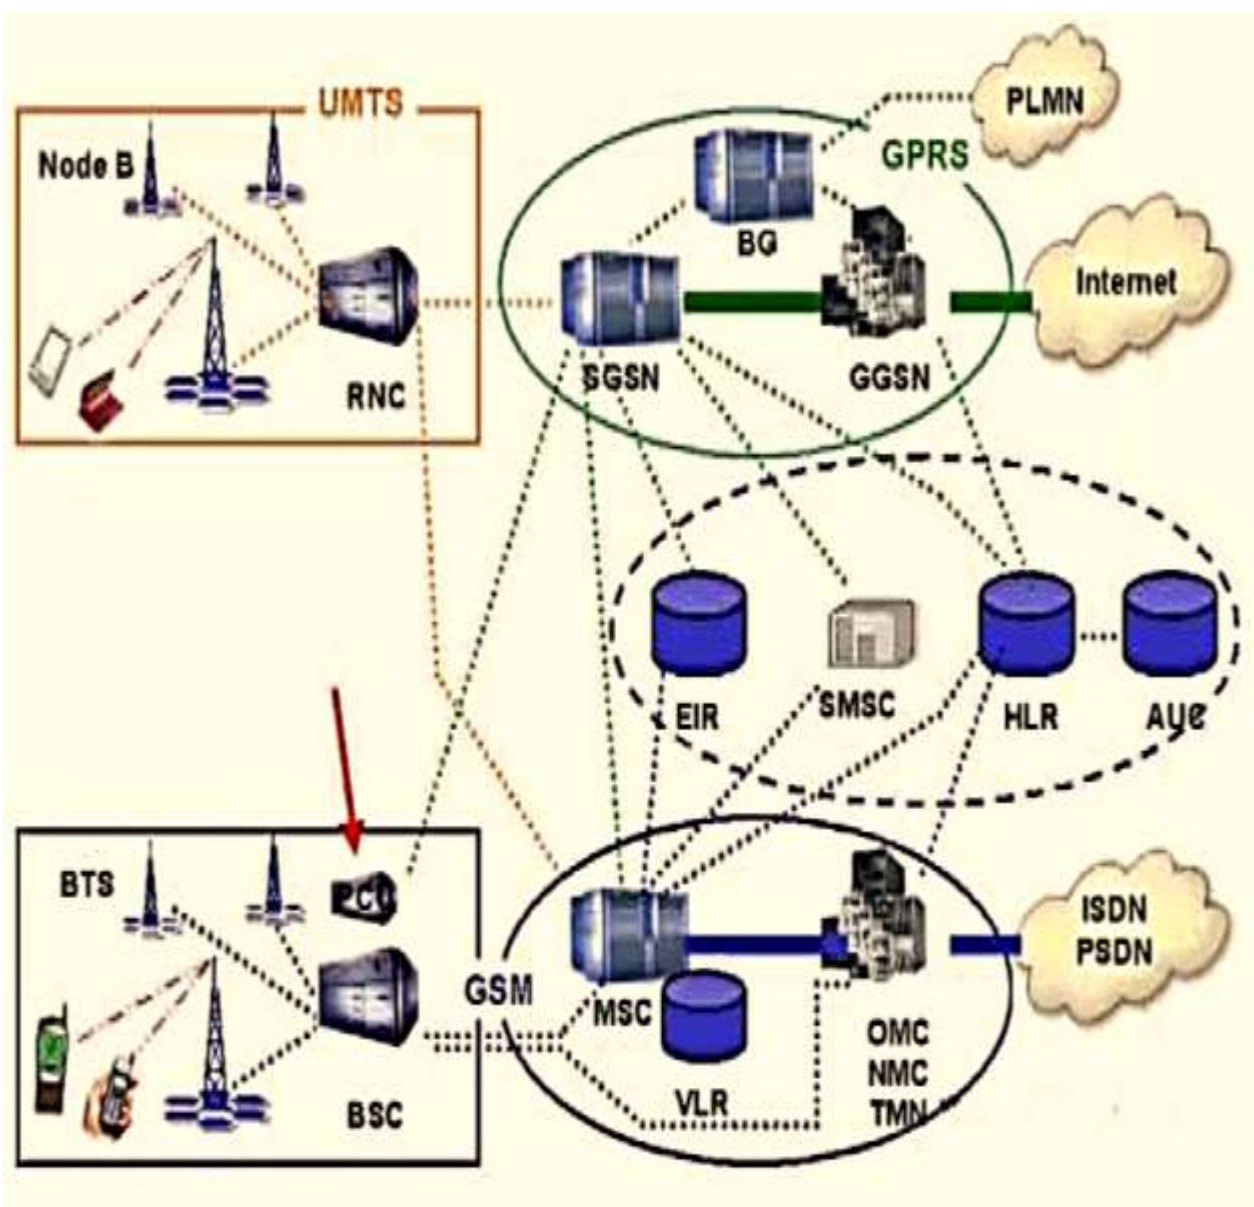 UMTS
PLMN
Node B
GPRS
BG
Internet
RNC
SGSN
GGSN
EIR
SMSC
HLR
AUC
BTS
PCU
ISDN
PSDN
GSM
MSC
OMC
NMC
TMN
VLR
BSC